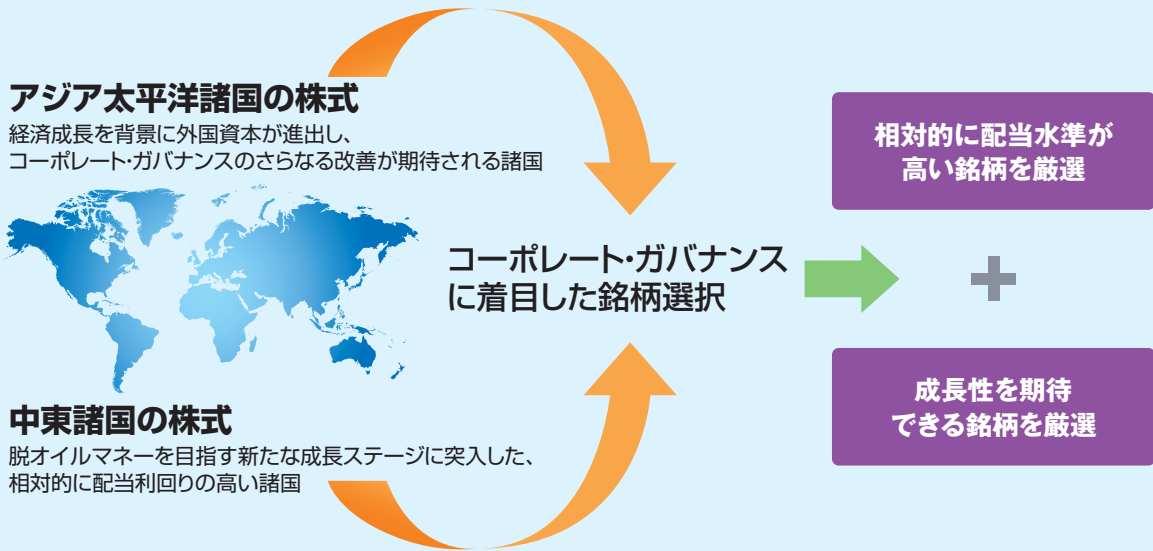 アジア太平洋諸国の株式
経済成長を背景に外国資本が進出し、
コーポレート・ガバナンスのさらなる改善が期待される諸国
コーポレート・ガバナンス
に着目した銘柄選択
中東諸国の株式
脱オイルマネーを目指す新たな成長ステージに突入した、
相対的に配当利回りの高い諸国
相対的に配当水準が
高い銘柄を厳選
成長性を期待
できる銘柄を厳選